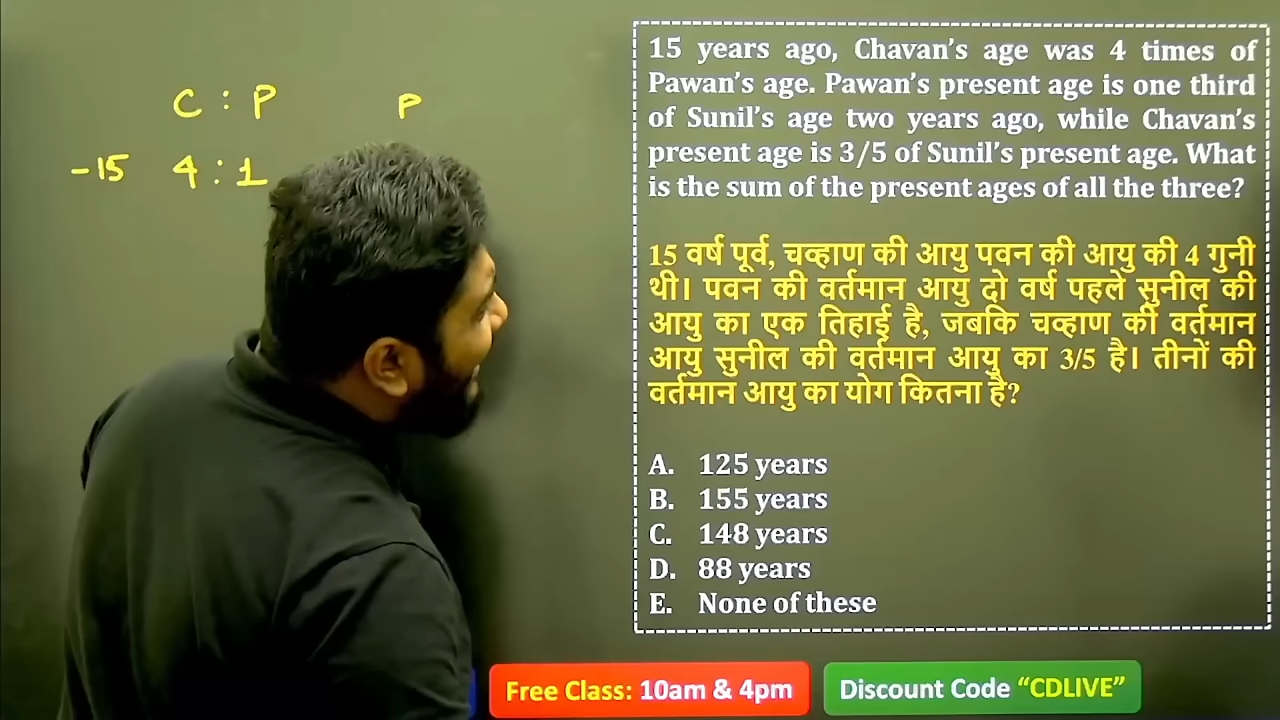 C : P P
-15 4 : 1
15 years ago, Chavan’s age was 4 times of
Pawan’s age. Pawan’s present age is one third
of Sunil’s age two years ago, while Chavan’s
present age is 3/5 of Sunil’s present age. What
is the sum of the present ages of all the three?
15 वर्ष पूर्व, चव्हाण की आयु पवन की आयु की 4 गुनी
थी। पवन की वर्तमान आयु दो वर्ष पहले सुनील की
आयु का एक तिहाई है, जबकि चव्हाण की वर्तमान
आयु सुनील की वर्तमान आयु का 3/5 है। तीनों की
वर्तमान आयु का योग कितना है?
A. 125 years
B. 155 years
C. 148 years
D. 88 years
E. None of these
Free Class: 10am & 4pm
Discount Code “CDLIVE”